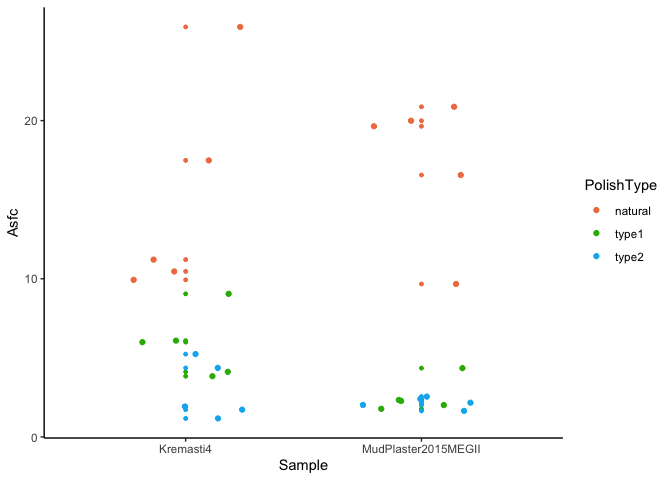 Asfc
20
10
0
Kremasti4
MudPlaster2015MEGII
Sample
PolishType
natural
type1
type2